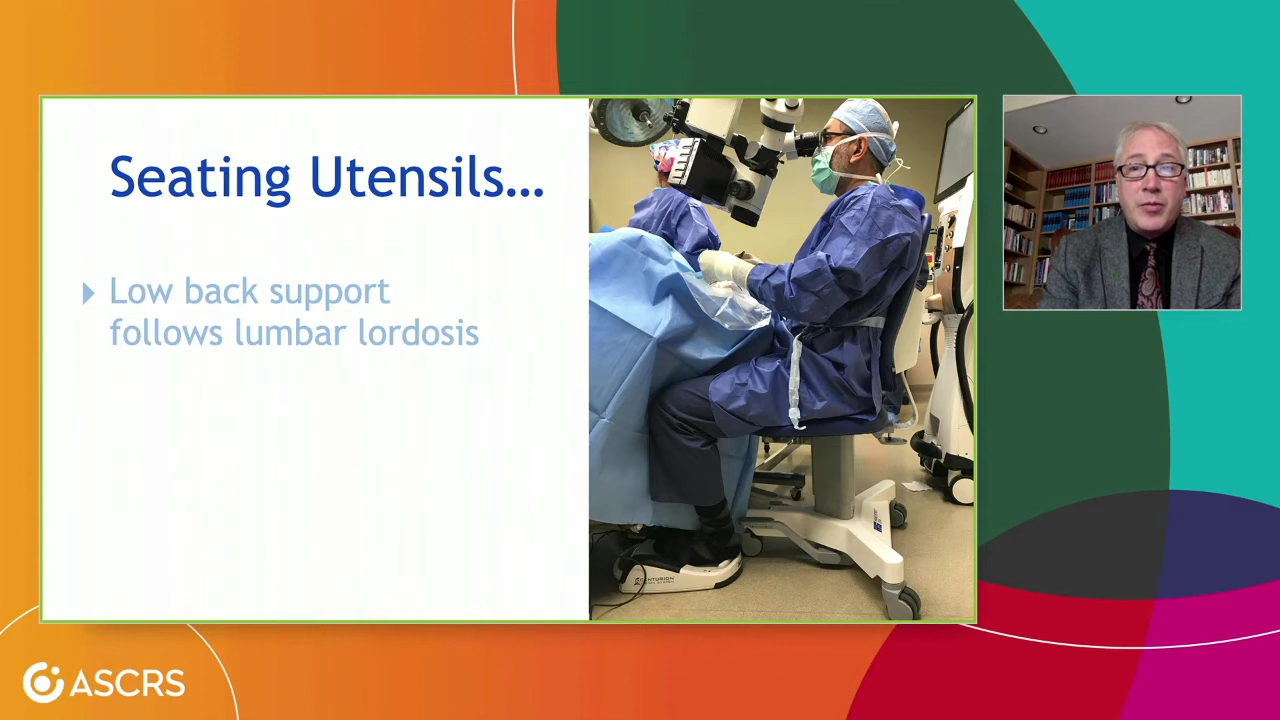 Seating Utensils...
Low back support
follows lumbar lordosis
CENTURION
ASCRS